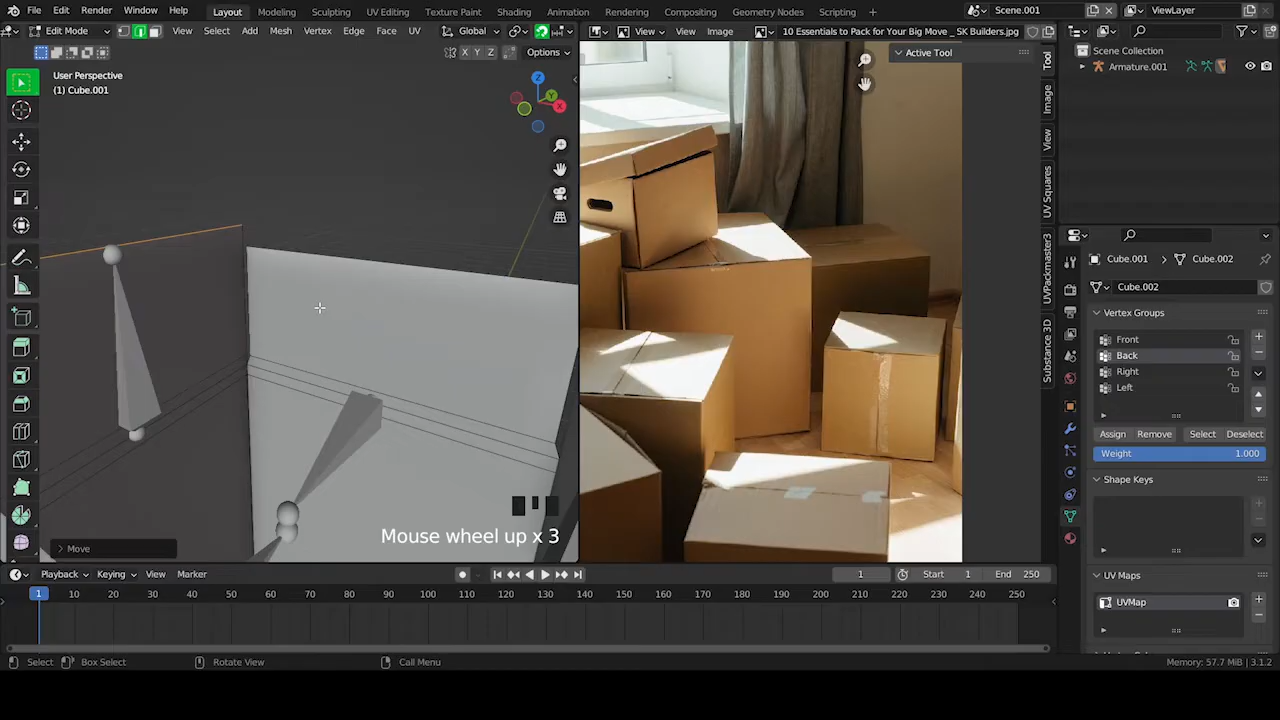 File Edit Render Window Help Layout Modeling Sculpting UV Editing Texture Paint Shading Animation Rendering Compositing Geometry Nodes Scripting + Scene.001 ViewLayer
Edit Mode View Select Add Mesh Vertex Edge Face UV Global View View Image 10 Essentials to Pack for Your Big Move _ SK Builders.jpg
X Y Z Options Active Tool Scene Collection
Armature.001
User Perspective
(1) Cube.001
Z
Y
X
Tool
Image
View
UV Squares
UVPackmaster3
Substance 3D
Cube.001 > Cube.002
Cube.002
Vertex Groups
Front
Back
Right
Left
Assign Remove Select Deselect
Weight 1.000
Shape Keys
UV Maps
UVMap
Mouse wheel up x 3
Move
Playback Keying View Marker 1 Start 1 End 250
1 10 20 30 40 50 60 70 80 90 100 110 120 130 140 150 160 170 180 190 200 210 220 230 240 250
Select Box Select Rotate View Call Menu Memory: 57.7 MiB | 3.1.2